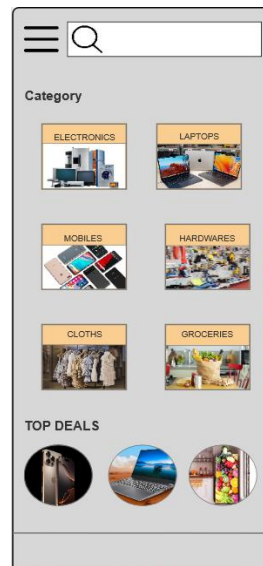 Category
ELECTRONICS
LAPTOPS
MOBILES
HARDWARES
CLOTHS
GROCERIES
TOP DEALS